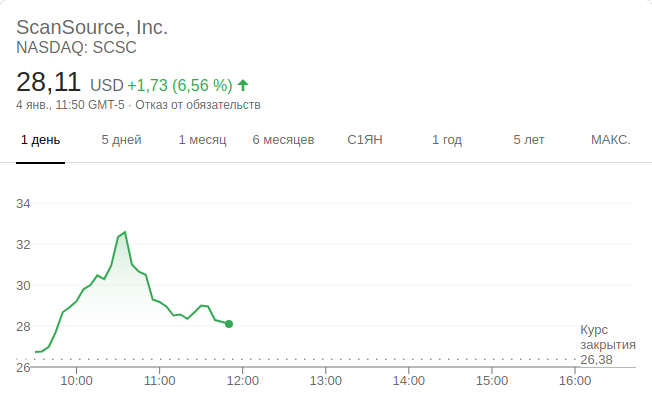 ScanSource, Inc.
NASDAQ: SCSC
28,11 USD +1,73 (6,56 %)
4 янв., 11:50 GMT-5 · Отказ от обязательств
1 день 5 дней 1 месяц 6 месяцев С1ЯН 1 год 5 лет МАКС.
34
32
30
28
Курс
закрытия
26,38
26
10:00 11:00 12:00 13:00 14:00 15:00 16:00